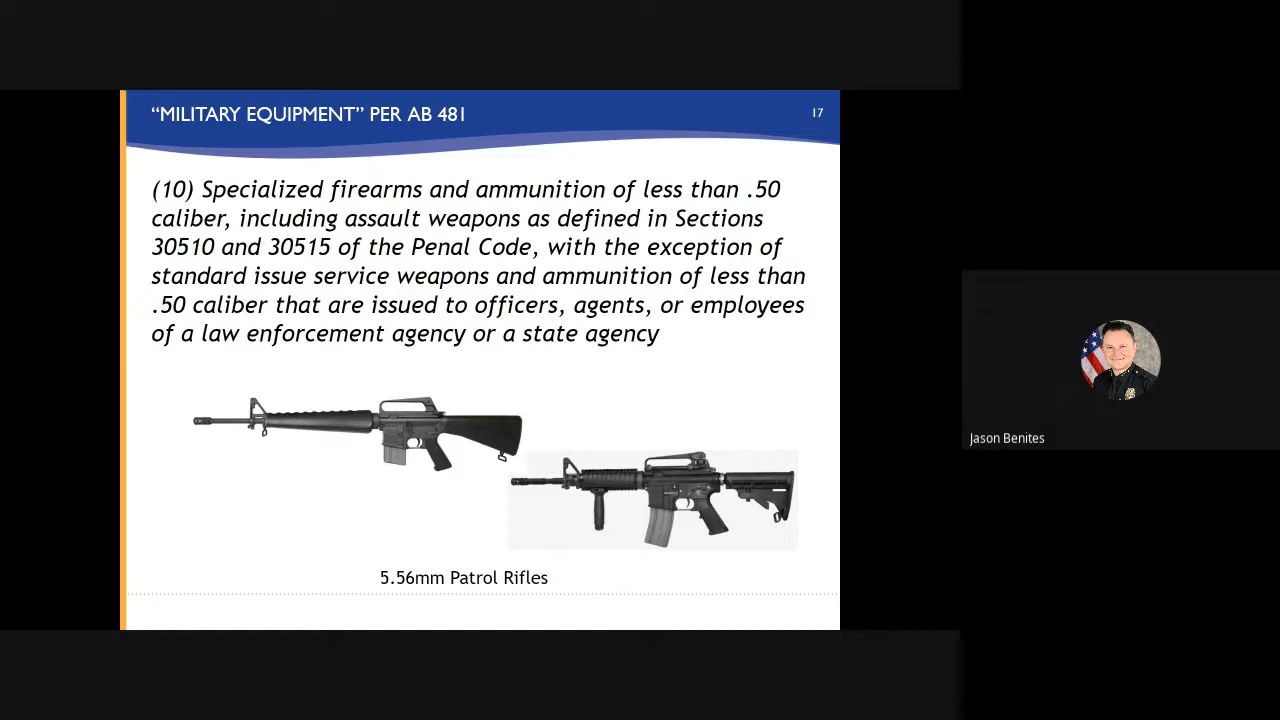 “MILITARY EQUIPMENT” PER AB 481
17
(10) Specialized firearms and ammunition of less than .50
caliber, including assault weapons as defined in Sections
30510 and 30515 of the Penal Code, with the exception of
standard issue service weapons and ammunition of less than
.50 caliber that are issued to officers, agents, or employees
of a law enforcement agency or a state agency
5.56mm Patrol Rifles
Jason Benites